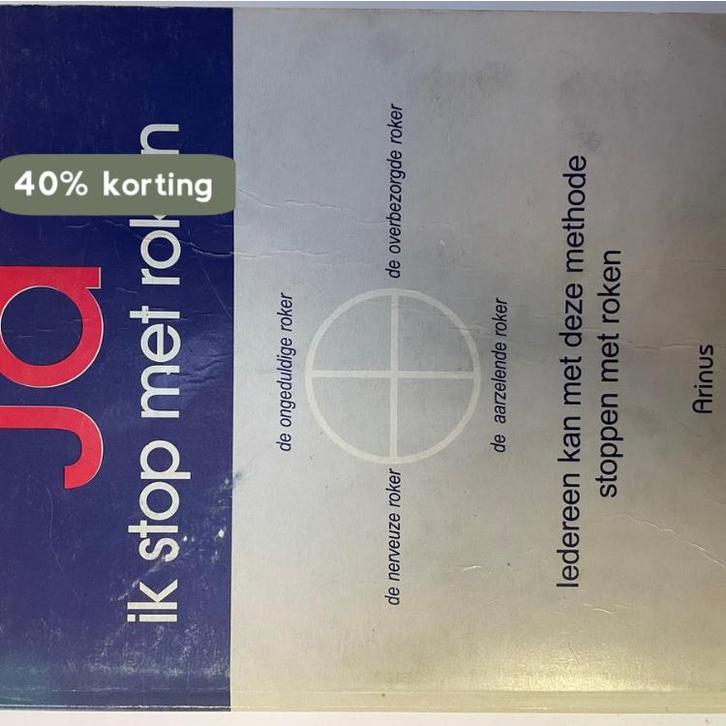 40% korting
Ja
ik stop met roken
de ongeduldige roker
de nerveuze roker
de overbezorgde roker
de aarzelende roker
Iedereen kan met deze methode
stoppen met roken
Arinus